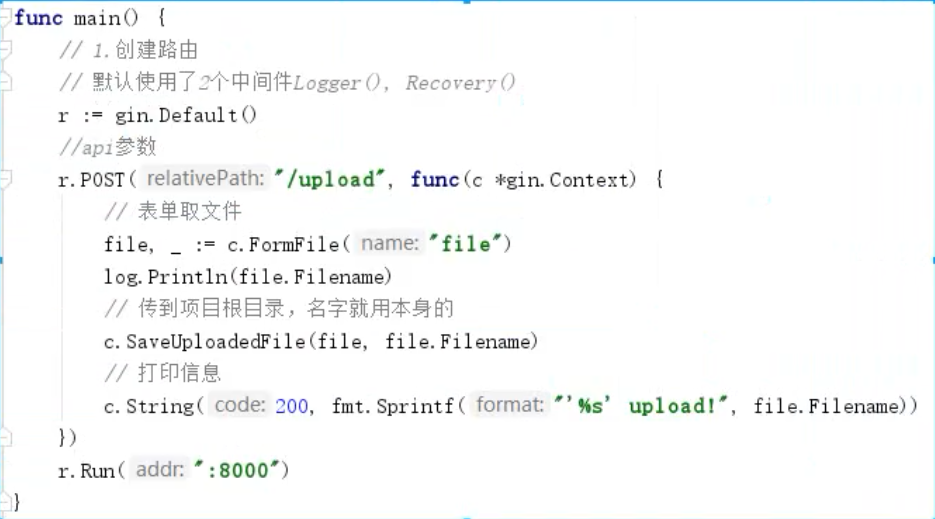 func main() {
// 1.创建路由
// 默认使用了2个中间件Logger(), Recovery()
r := gin.Default()
//api参数
r.POST( relativePath: "/upload", func(c *gin.Context) {
// 表单取文件
file, _ := c.FormFile( name: "file")
log.Println(file.Filename)
// 传到项目根目录，名字就用本身的
c.SaveUploadedFile(file, file.Filename)
// 打印信息
c.String( code: 200, fmt.Sprintf( format: "'%s' upload!", file.Filename))
})
r.Run( addr: ":8000")
}